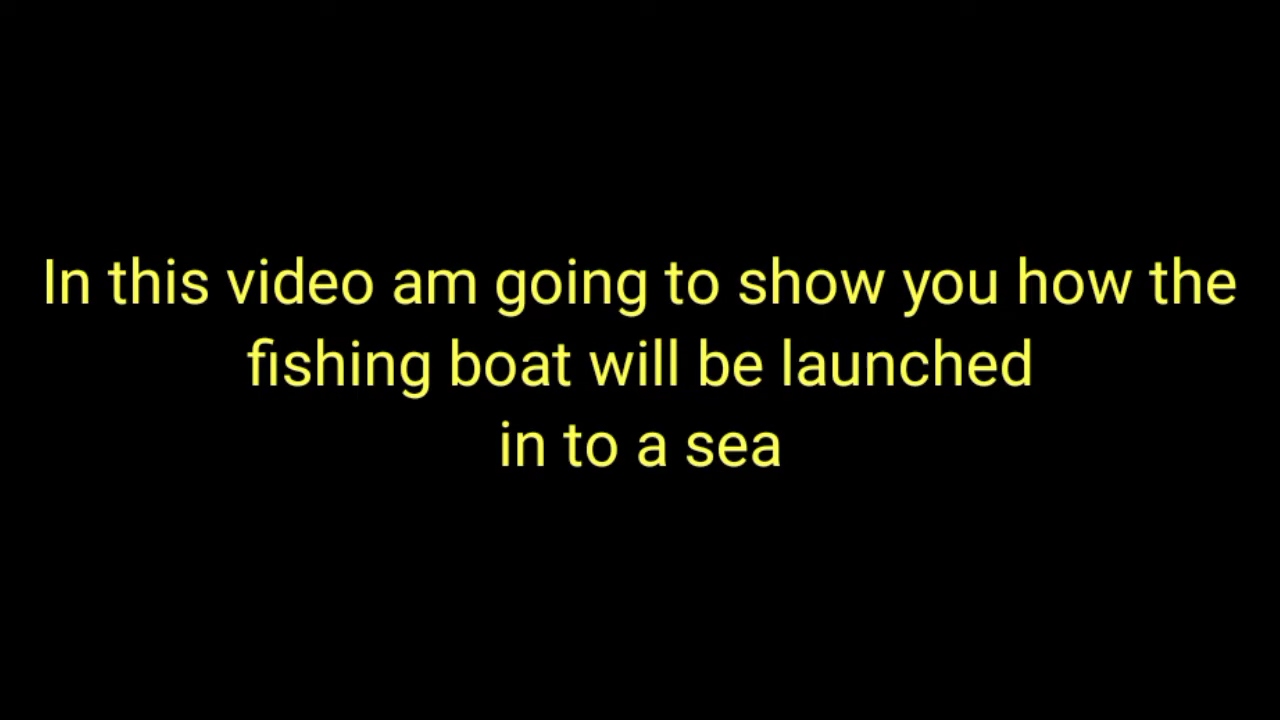 In this video am going to show you how the
fishing boat will be launched
in to a sea